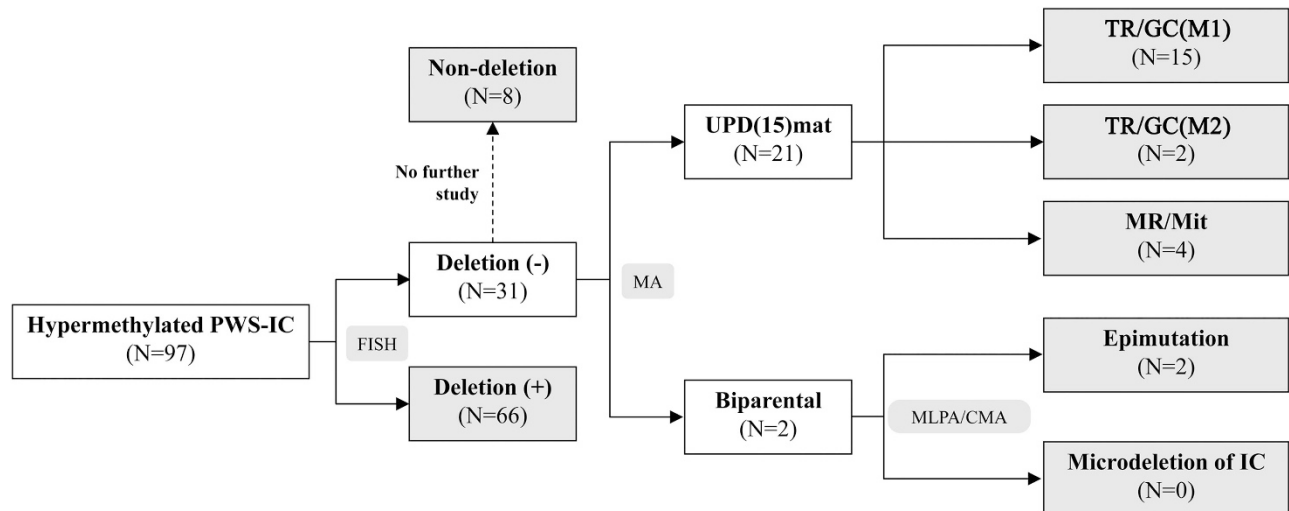 Hypermethylated PWS-IC
(N=97)
FISH
Non-deletion
(N=8)
No further
study
Deletion (-)
(N=31)
Deletion (+)
(N=66)
MA
UPD(15)mat
(N=21)
Biparental
(N=2)
MLPA/CMA
TR/GC(M1)
(N=15)
TR/GC(M2)
(N=2)
MR/Mit
(N=4)
Epimutation
(N=2)
Microdeletion of IC
(N=0)